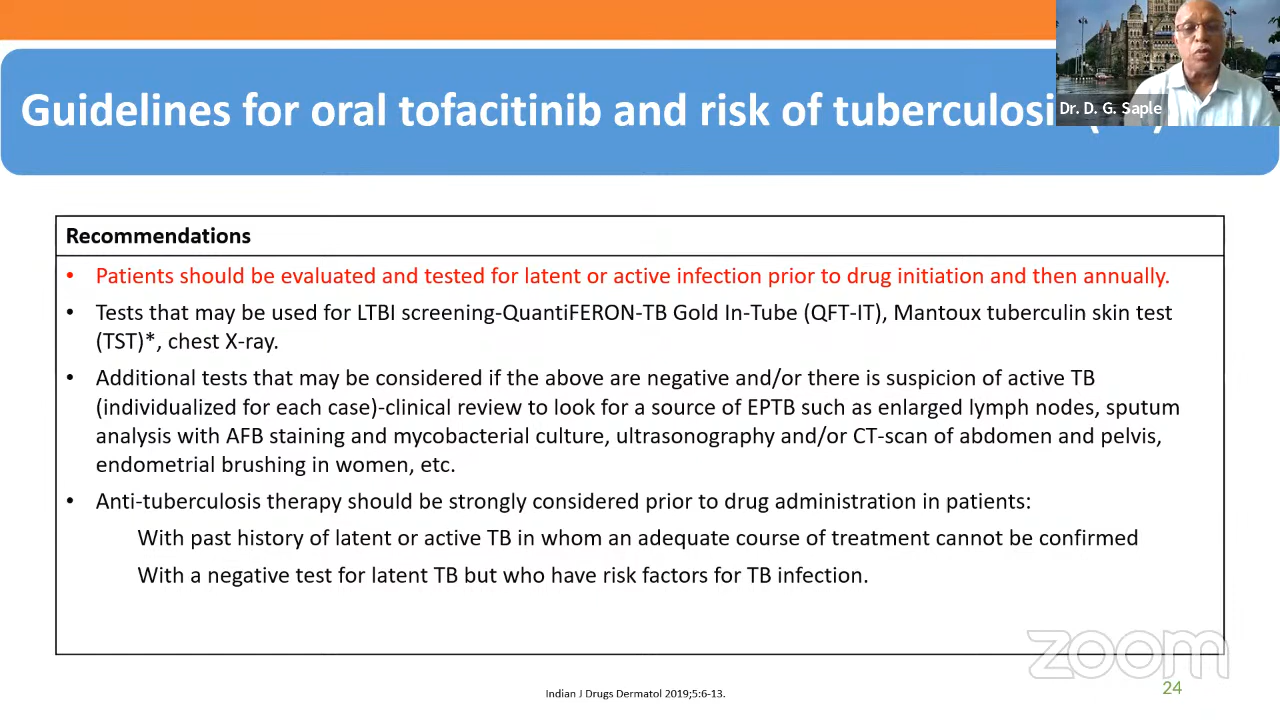 Guidelines for oral tofacitinib and risk of
Dr. D. G. Saple
Recommendations
• Patients should be evaluated and tested for latent or active infection prior to drug initiation and then annually.
• Tests that may be used for LTBI screening-QuantiFERON-TB Gold In-Tube (QFT-IT), Mantoux tuberculin skin test
(TST)*, chest X-ray.
• Additional tests that may be considered if the above are negative and/or there is suspicion of active TB
(individualized for each case)-clinical review to look for a source of EPTB such as enlarged lymph nodes, sputum
analysis with AFB staining and mycobacterial culture, ultrasonography and/or CT-scan of abdomen and pelvis,
endometrial brushing in women, etc.
• Anti-tuberculosis therapy should be strongly considered prior to drug administration in patients:
With past history of latent or active TB in whom an adequate course of treatment cannot be confirmed
With a negative test for latent TB but who have risk factors for TB infection.
zoom
24
Indian J Drugs Dermatol 2019;5:6-13.